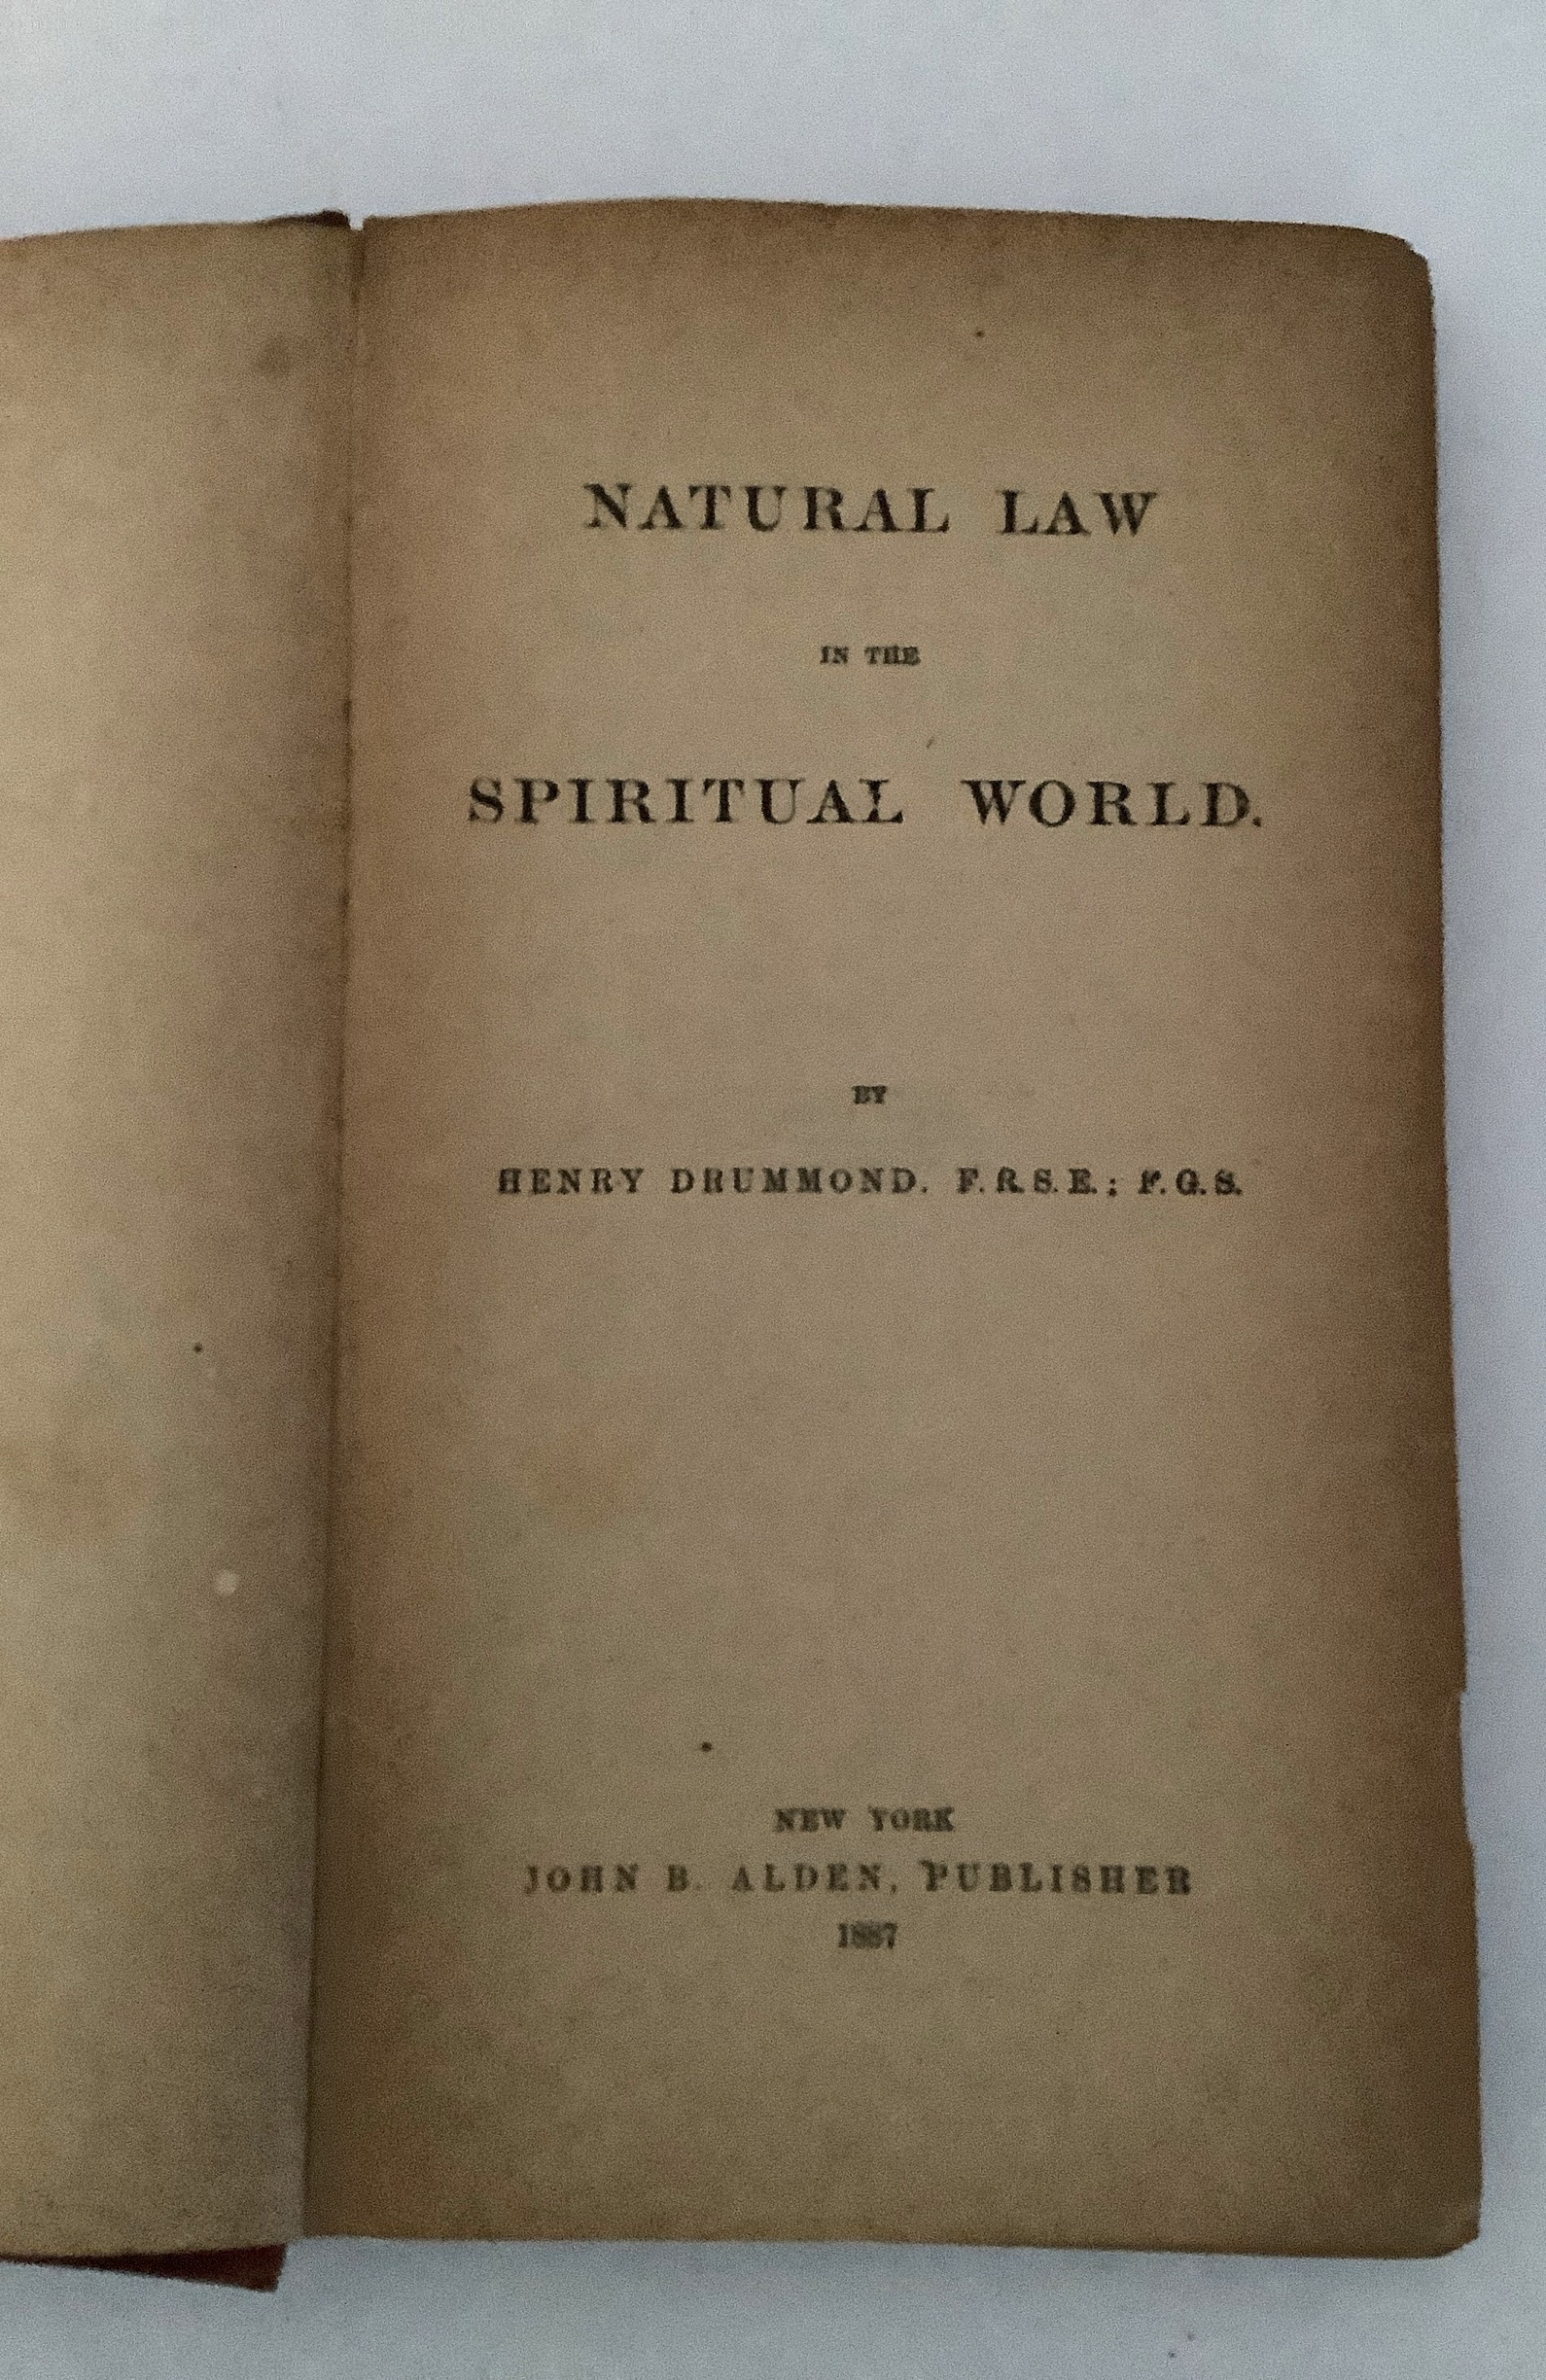 NATURAL LAW
IN THE
SPIRITUAL WORLD.
BY
HENRY DRUMMOND. F.R.S.E.; F.G.S.
NEW YORK
JOHN B. ALDEN, PUBLISHER
1887